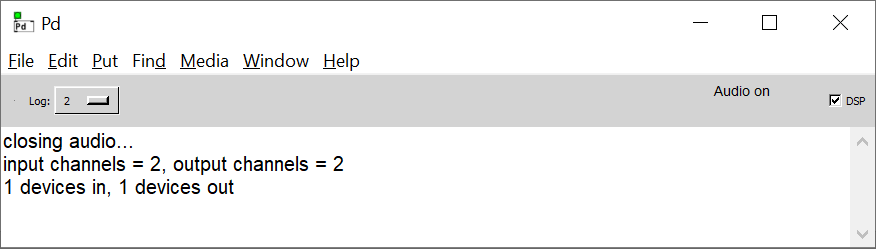 Pd
File Edit Put Find Media Window Help
Log: 2 Audio on DSP
closing audio...
input channels = 2, output channels = 2
1 devices in, 1 devices out